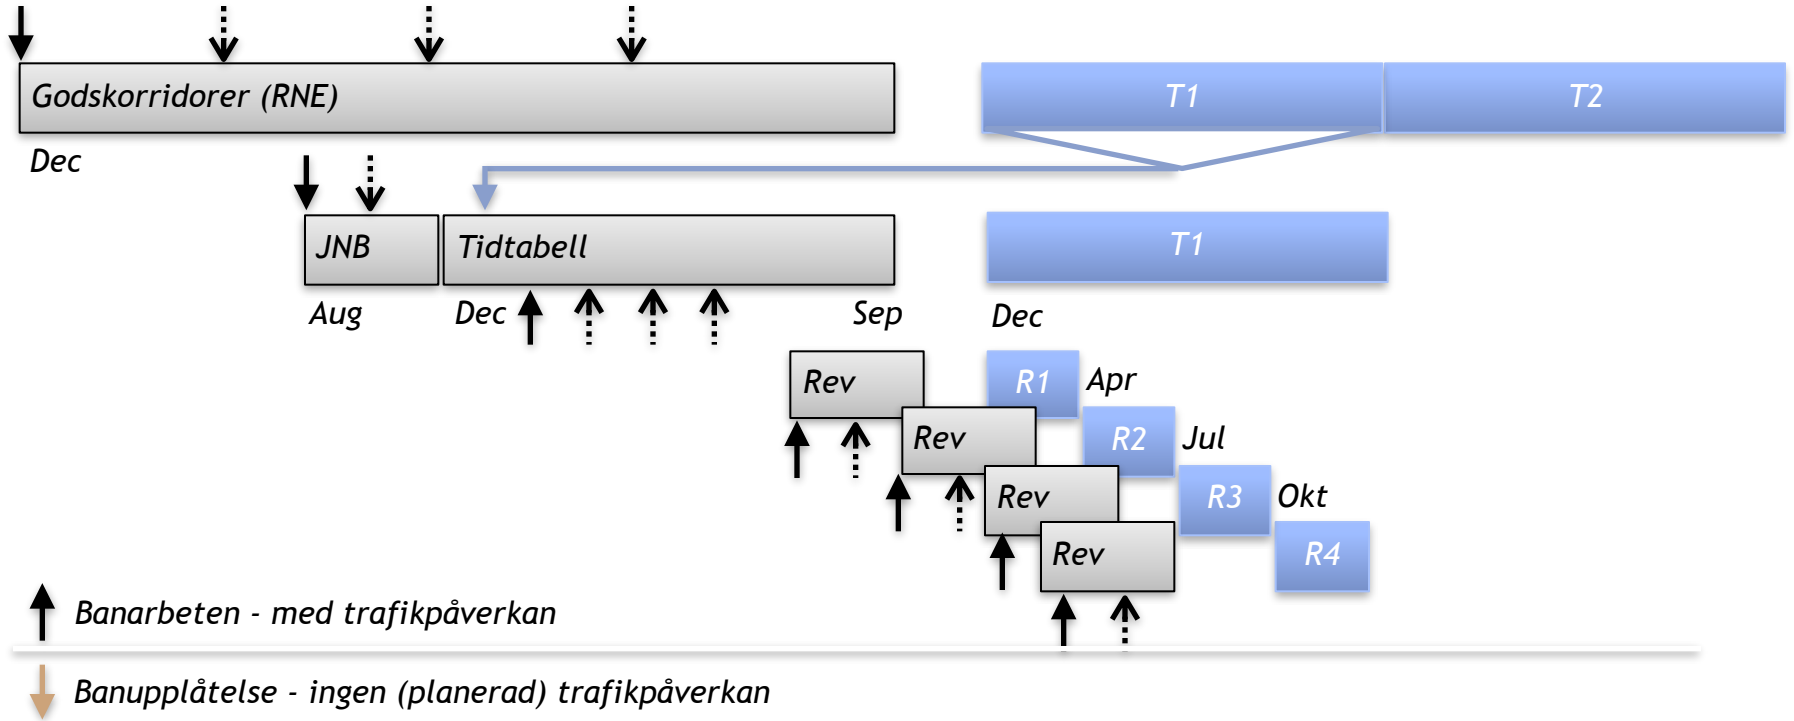 Godskorridorer (RNE)
T1
T2
Dec
JNB
Tidtabell
T1
Aug
Dec
Sep
Dec
Rev
R1
Apr
Rev
R2
Jul
Rev
R3
Okt
Rev
R4
Banarbeten - med trafikpåverkan
Banupplåtelse - ingen (planerad) trafikpåverkan